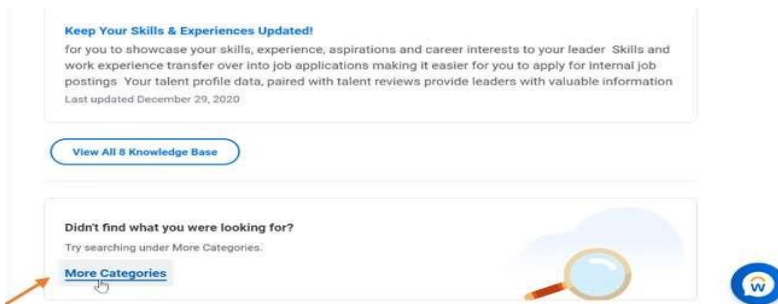 Keep Your Skills & Experiences Updated!
for you to showcase your skills, experience, aspirations and career interests to your leader Skills and
work experience transfer over into job applications making it easier for you to apply for internal job
postings Your talent profile data, paired with talent reviews provide leaders with valuable information
Last updated December 29, 2020
View All 8 Knowledge Base
Didn't find what you were looking for?
Try searching under More Categories.
More Categories
w